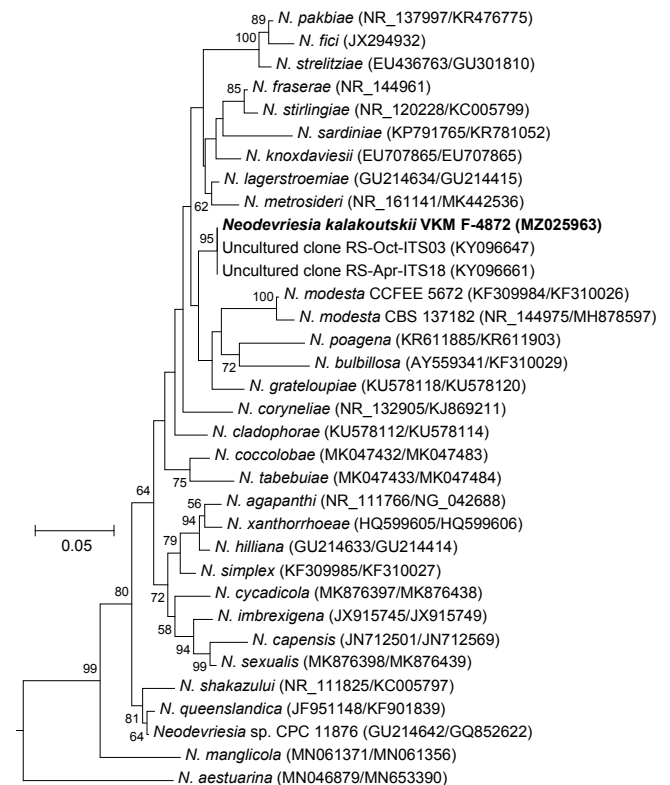 89
N. pakbiae (NR_137997/KR476775)
100
N. fici (JX294932)
N. strelitziae (EU436763/GU301810)
85
N. fraserae (NR_144961)
N. stirlingiae (NR_120228/KC005799)
N. sardiniae (KP791765/KR781052)
N. knoxdaviesii (EU707865/EU707865)
N. lagerstroemiae (GU214634/GU214415)
62
N. metrosideri (NR_161141/MK442536)
Neodevriesia kalakoutskii VKM F-4872 (MZ025963)
95
Uncultured clone RS-Oct-ITS03 (KY096647)
Uncultured clone RS-Apr-ITS18 (KY096661)
100
N. modesta CCFEE 5672 (KF309984/KF310026)
N. modesta CBS 137182 (NR_144975/MH878597)
N. poagena (KR611885/KR611903)
72
N. bulbillosa (AY559341/KF310029)
N. grateloupiae (KU578118/KU578120)
N. coryneliae (NR_132905/KJ869211)
N. cladophorae (KU578112/KU578114)
N. coccolobae (MK047432/MK047483)
75
N. tabebuiae (MK047433/MK047484)
64
56
N. agapanthi (NR_111766/NG_042688)
94
N. xanthorrhoeae (HQ599605/HQ599606)
0.05
79
N. hilliana (GU214633/GU214414)
N. simplex (KF309985/KF310027)
80
72
N. cycadicola (MK876397/MK876438)
58
N. imbrexigena (JX915745/JX915749)
94
N. capensis (JN712501/JN712569)
99
N. sexualis (MK876398/MK876439)
99
N. shakazului (NR_111825/KC005797)
81
N. queenslandica (JF951148/KF901839)
64
Neodevriesia sp. CPC 11876 (GU214642/GQ852622)
N. manglicola (MN061371/MN061356)
N. aestuarina (MN046879/MN653390)